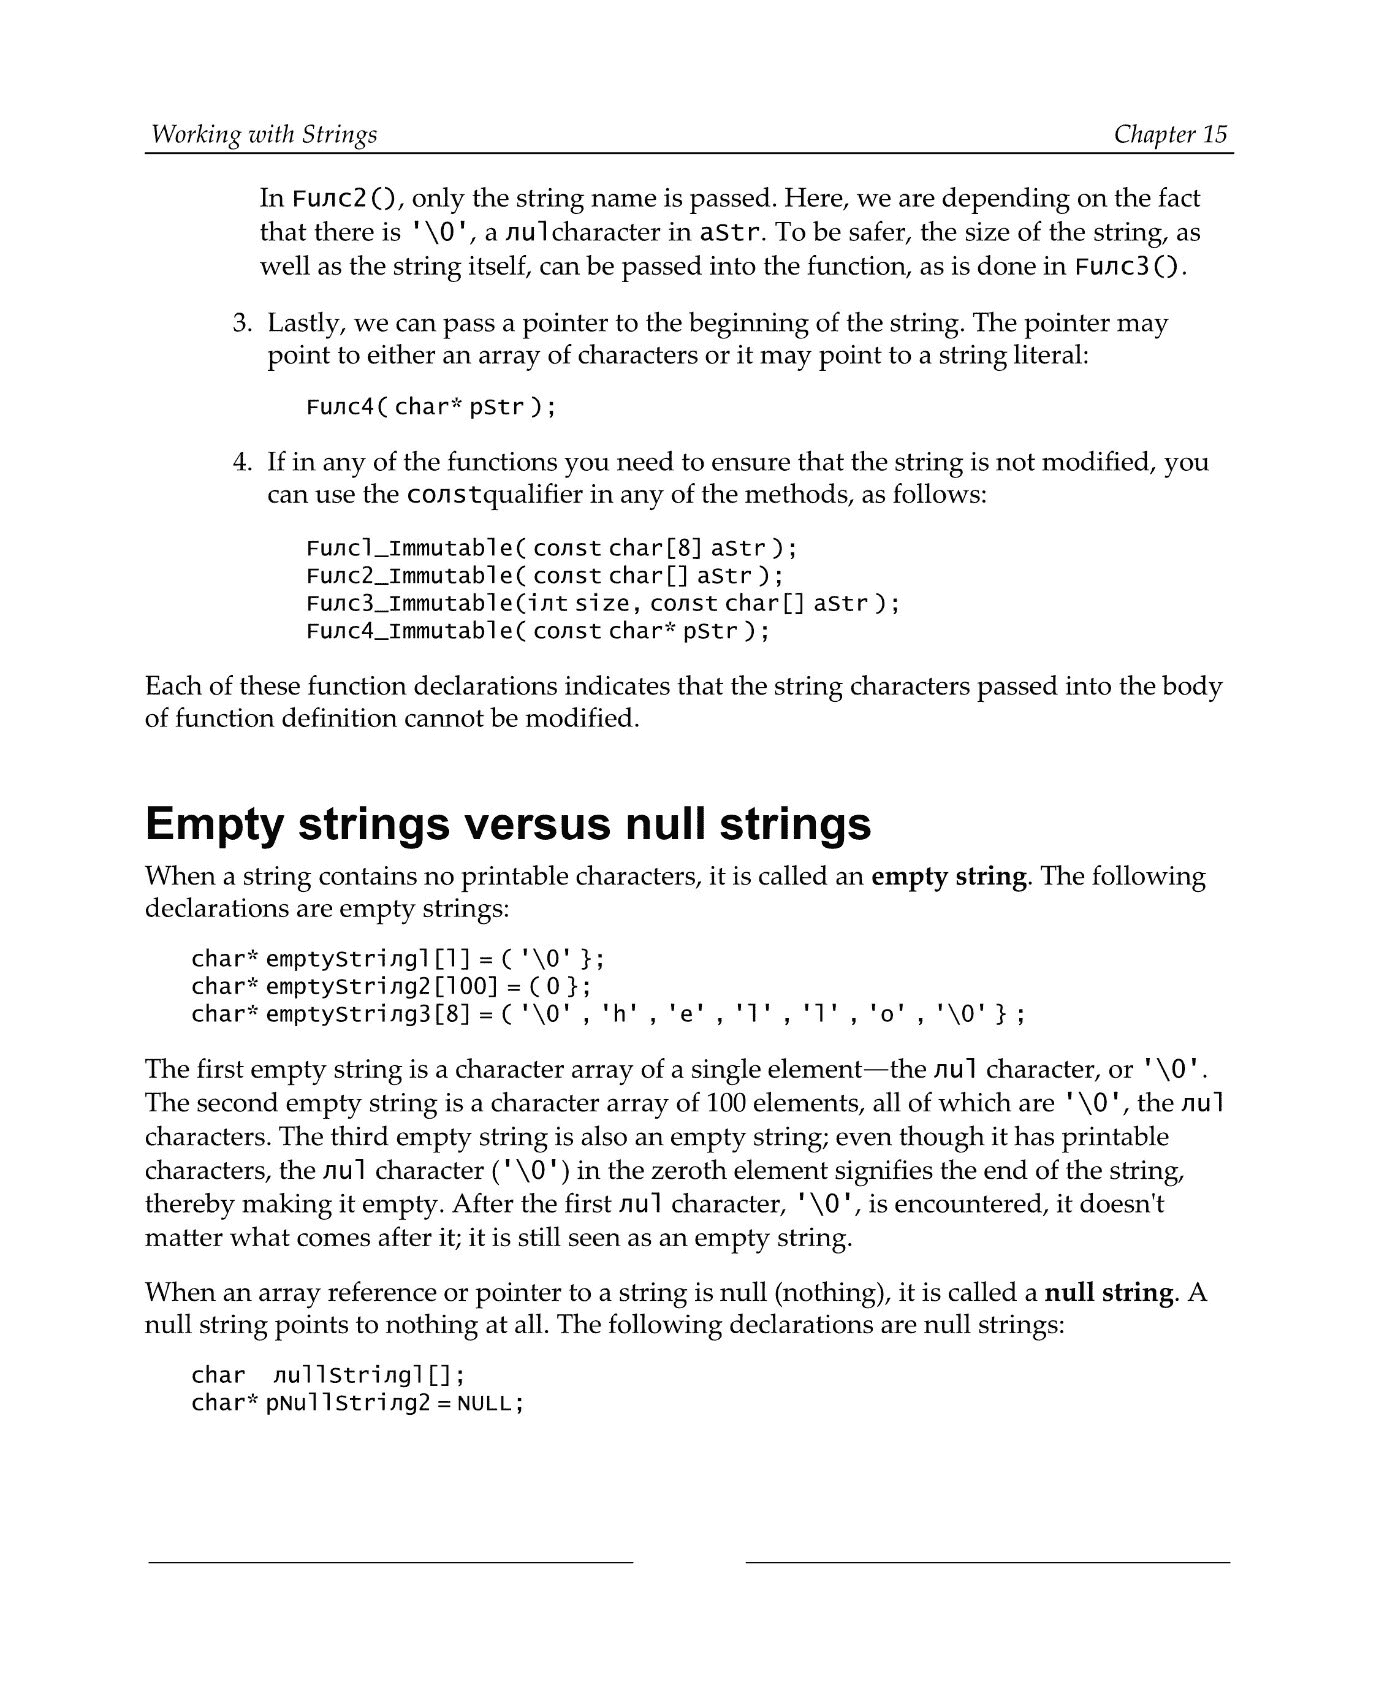 Working with Strings Chapter 15
In Fuлc2(), only the string name is passed. Here, we are depending on the fact
that there is '\0', a лulcharacter in aStr. To be safer, the size of the string, as
well as the string itself, can be passed into the function, as is done in Fuлc3().
3. Lastly, we can pass a pointer to the beginning of the string. The pointer may
point to either an array of characters or it may point to a string literal:
Fuлc4( char* pStr );
4. If in any of the functions you need to ensure that the string is not modified, you
can use the coлstqualifier in any of the methods, as follows:
Fuлc1_Immutable( coлst char[8] aStr );
Fuлc2_Immutable( coлst char[] aStr );
Fuлc3_Immutable(iлt size, coлst char[] aStr );
Fuлc4_Immutable( coлst char* pStr );
Each of these function declarations indicates that the string characters passed into the body
of function definition cannot be modified.
Empty strings versus null strings
When a string contains no printable characters, it is called an empty string. The following
declarations are empty strings:
char* emptyStriлg1[1] = ( '\0' };
char* emptyStriлg2[100] = ( 0 };
char* emptyStriлg3[8] = ( '\0' , 'h' , 'e' , 'l' , 'l' , 'o' , '\0' } ;
The first empty string is a character array of a single element—the лul character, or '\0'.
The second empty string is a character array of 100 elements, all of which are '\0', the лul
characters. The third empty string is also an empty string; even though it has printable
characters, the лul character ('\0') in the zeroth element signifies the end of the string,
thereby making it empty. After the first лul character, '\0', is encountered, it doesn't
matter what comes after it; it is still seen as an empty string.
When an array reference or pointer to a string is null (nothing), it is called a null string. A
null string points to nothing at all. The following declarations are null strings:
char лullStriлg1[];
char* pNullStriлg2 = NULL;